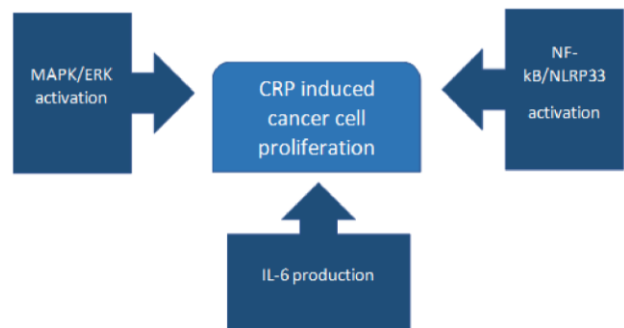 MAPK/ERK
activation
CRP induced
cancer cell
proliferation
NF-
kB/NLRP33
activation
IL-6 production